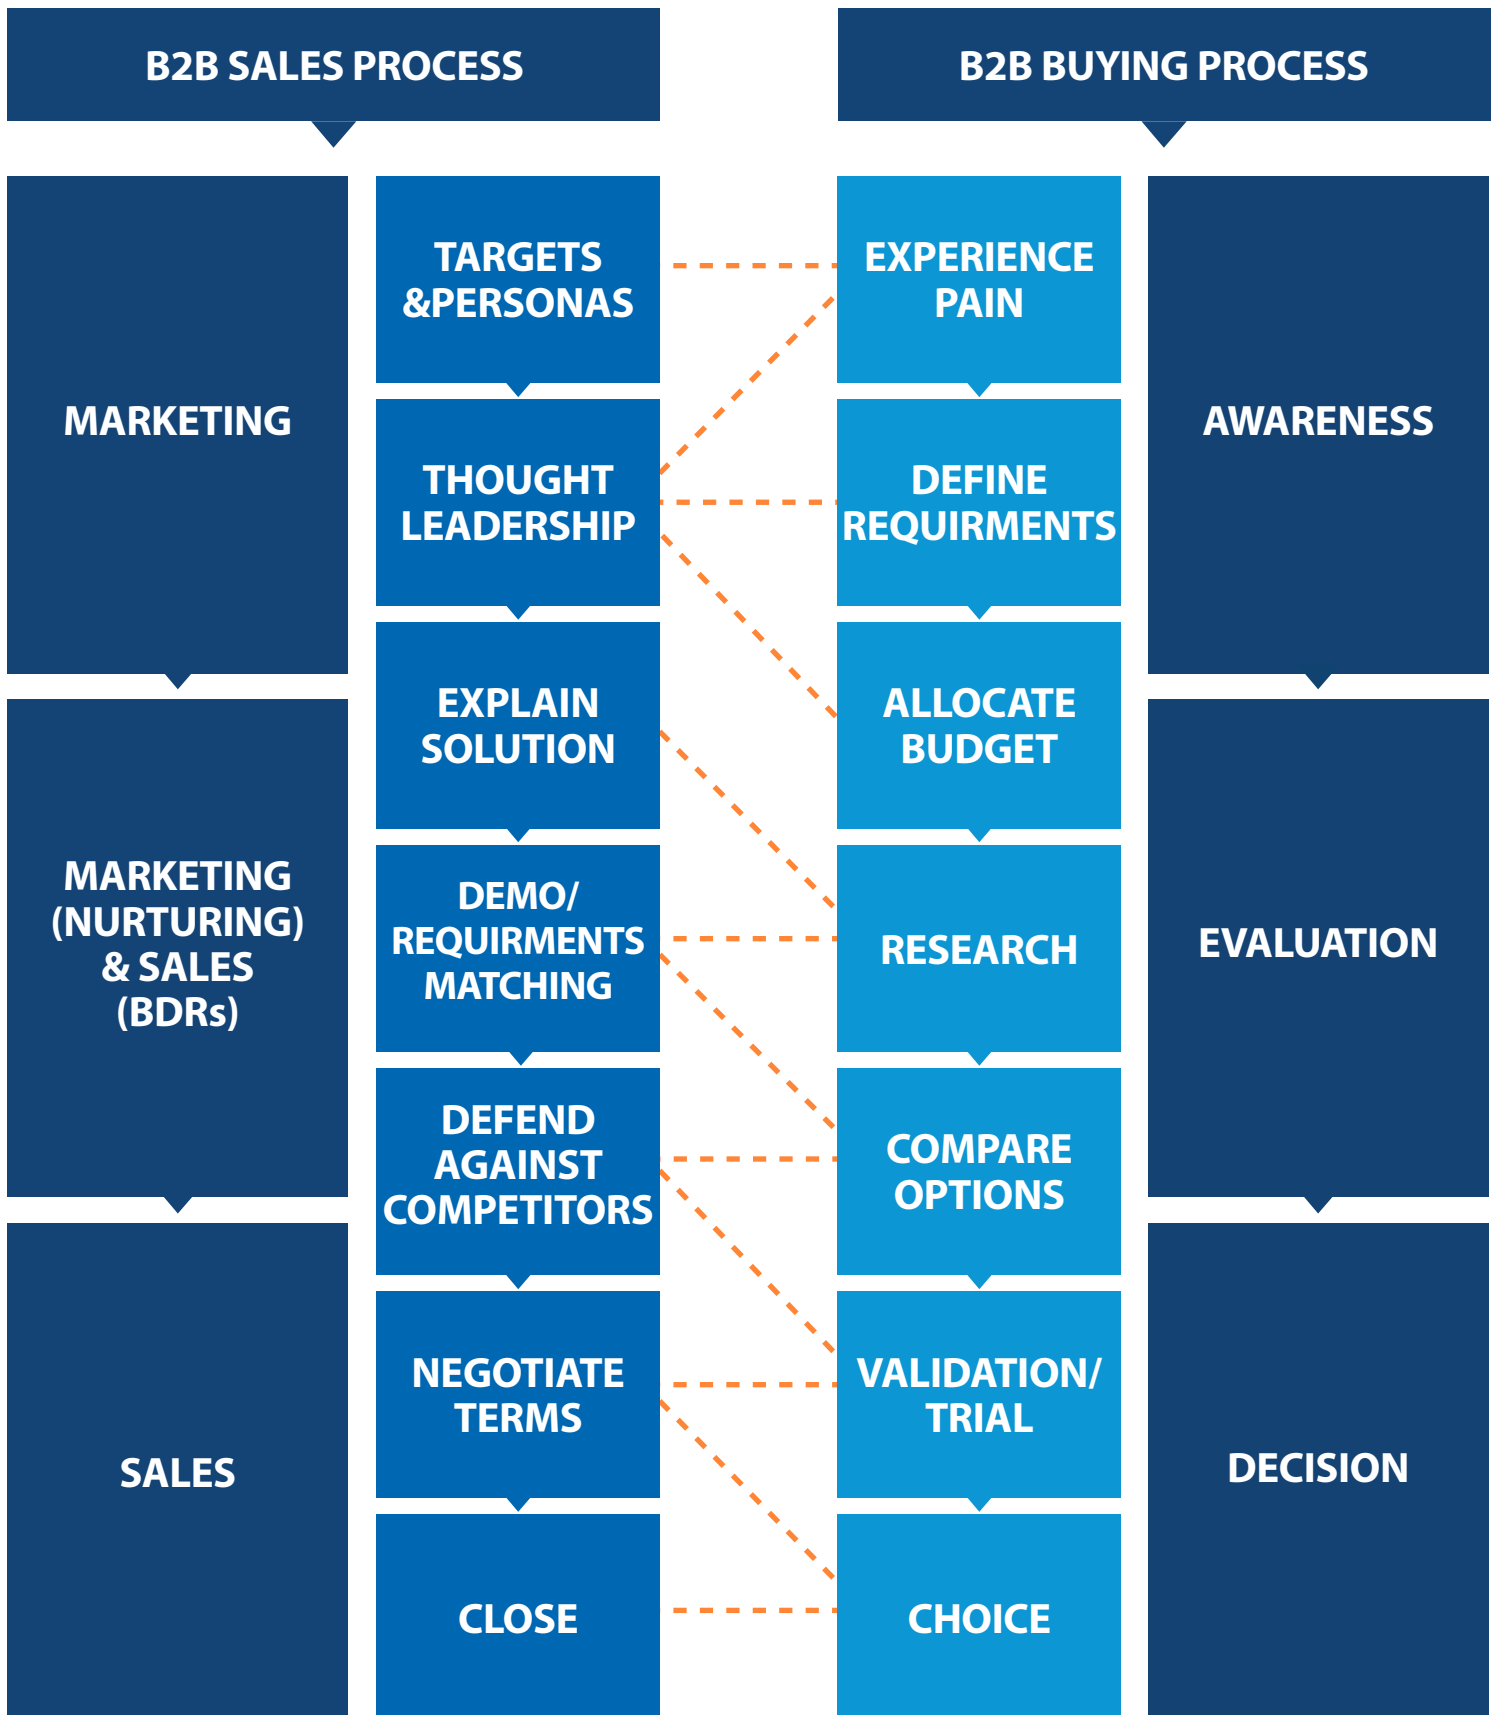 B2B SALES PROCESS
B2B BUYING PROCESS
MARKETING
MARKETING
(NURTURING)
& SALES
(BDRs)
SALES
TARGETS
&PERSONAS
THOUGHT
LEADERSHIP
EXPLAIN
SOLUTION
DEMO/
REQUIRMENTS
MATCHING
DEFEND
AGAINST
COMPETITORS
NEGOTIATE
TERMS
CLOSE
EXPERIENCE
PAIN
DEFINE
REQUIRMENTS
ALLOCATE
BUDGET
RESEARCH
COMPARE
OPTIONS
VALIDATION/
TRIAL
CHOICE
AWARENESS
EVALUATION
DECISION